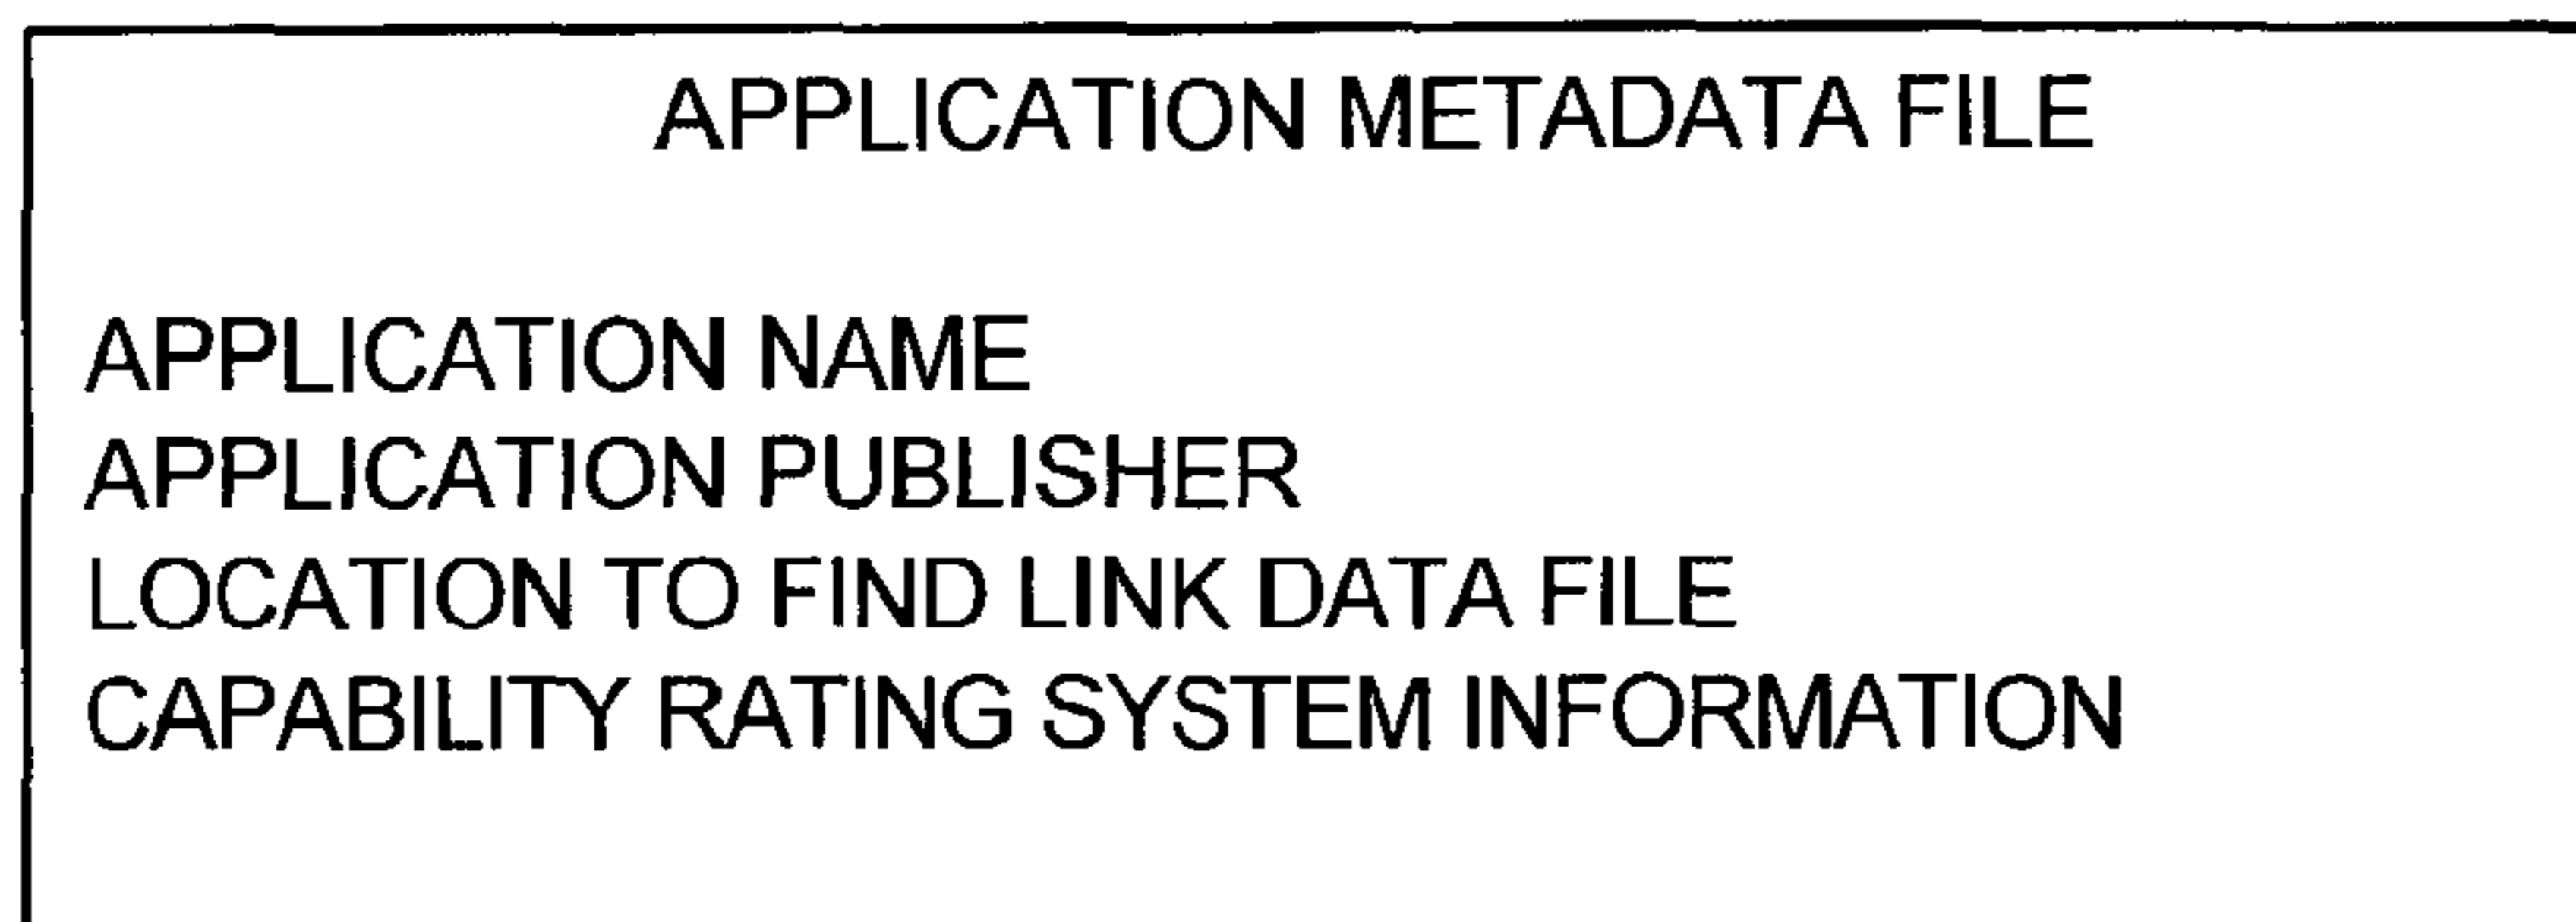 APPLICATION METADATA FILE
APPLICATION NAME
APPLICATION PUBLISHER
LOCATION TO FIND LINK DATA FILE
CAPABILITY RATING SYSTEM INFORMATION